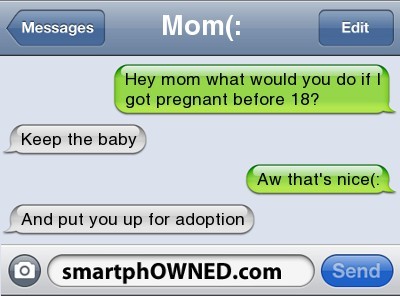 Messages
Mom(:
Edit
Hey mom what would you do if I
got pregnant before 18?
Keep the baby
Aw that's nice(:
And put you up for adoption
smartphOWNED.com
Send